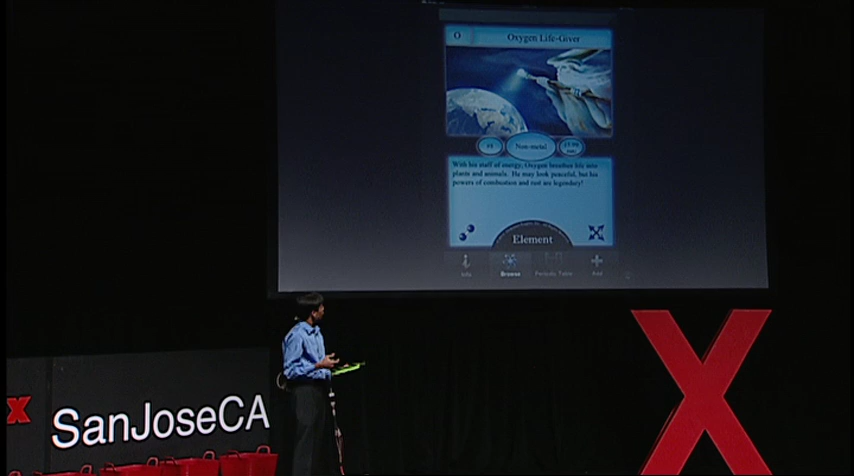 O Oxygen Life-Giver
Non-metal
With his staff of energy, Oxygen breathes life into
plants and animals. He may look peaceful, but his
powers of combustion and rust are legendary!
Element
Info Browse Periodic Table Add
x
SanJoseCA
X